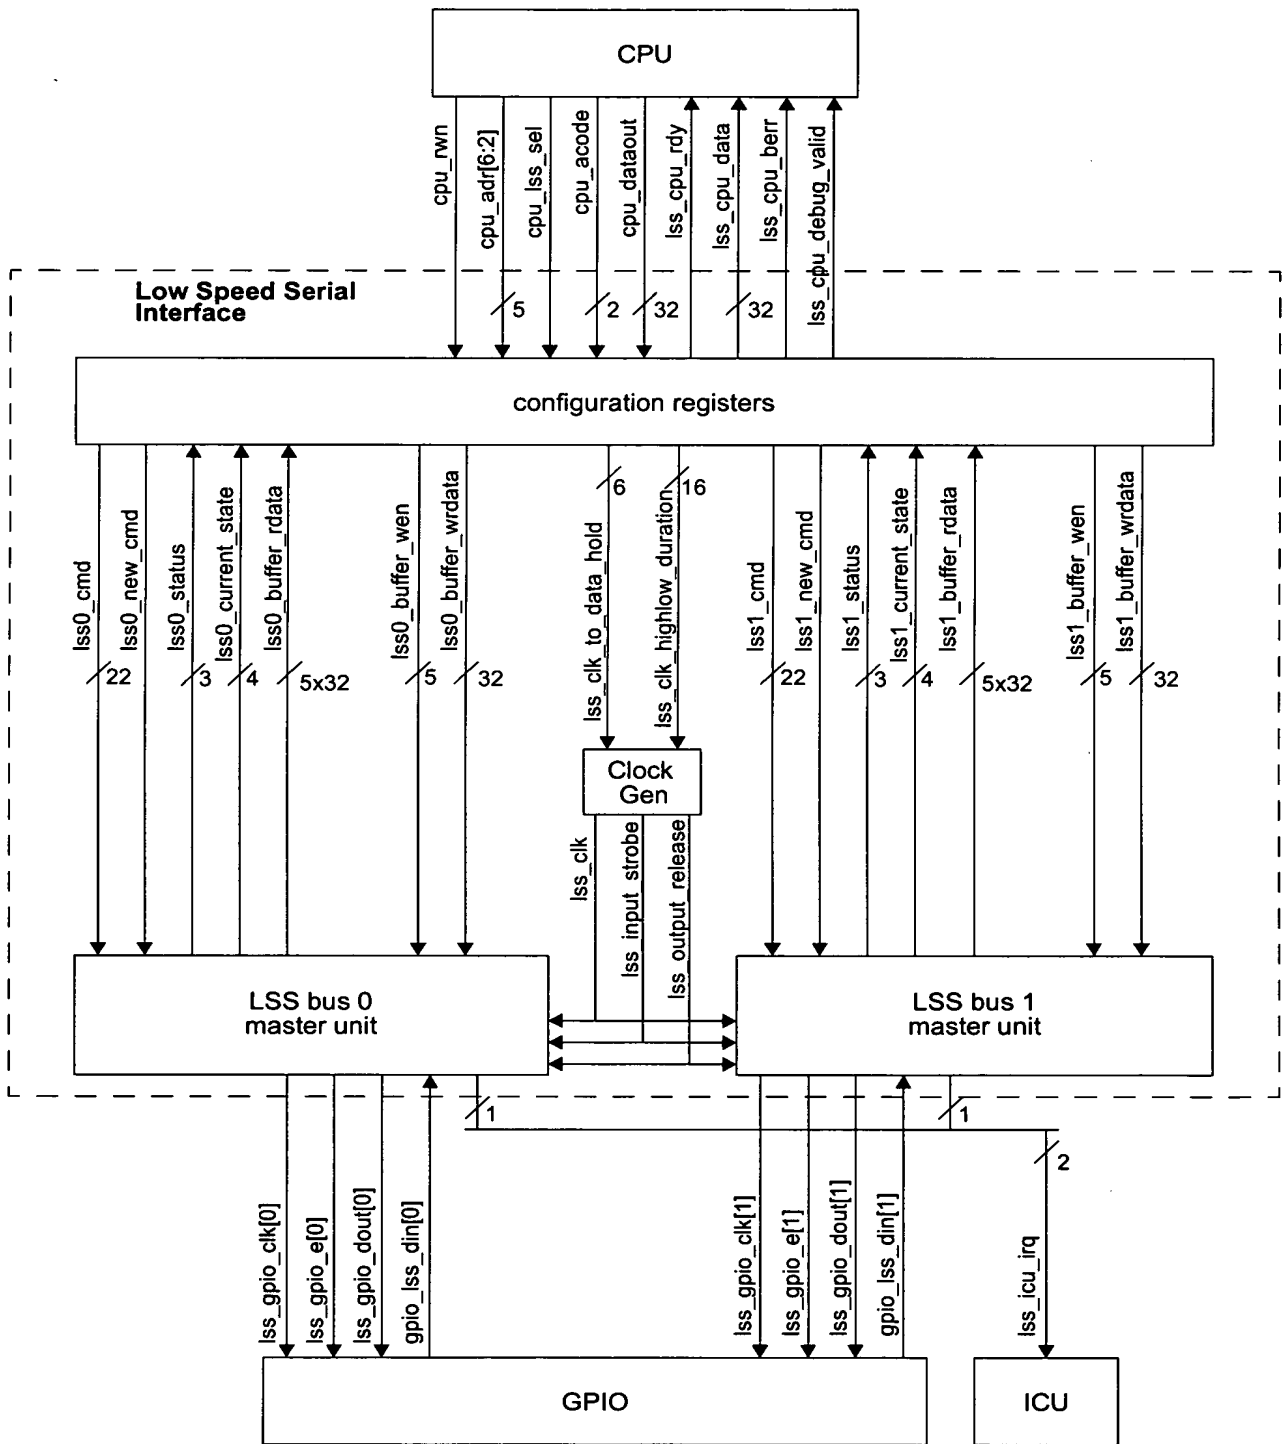 CPU
cpu_rwn
cpu_adr[6:2]
cpu_lss_sel
cpu_acode
cpu_dataout
lss_cpu_rdy
lss_cpu_data
lss_cpu_berr
lss_cpu_debug_valid
Low Speed Serial
Interface
5
2
32
32
configuration registers
lss0_cmd
lss0_new_cmd
lss0_status
lss0_current_state
lss0_buffer_rdata
lss0_buffer_wen
lss0_buffer_wrdata
lss_clk_to_data_hold
lss_clk_highlow_duration
lss1_cmd
lss1_new_cmd
lss1_status
lss1_current_state
lss1_buffer_rdata
lss1_buffer_wen
lss1_buffer_wrdata
6
16
22
3
4
5x32
5
32
22
3
4
5x32
5
32
Clock
Gen
lss_clk
lss_input_strobe
lss_output_release
LSS bus 0
master unit
LSS bus 1
master unit
1
1
2
lss_gpio_clk[0]
lss_gpio_e[0]
lss_gpio_dout[0]
gpio_lss_din[0]
lss_gpio_clk[1]
lss_gpio_e[1]
lss_gpio_dout[1]
gpio_lss_din[1]
lss_icu_irq
GPIO
ICU